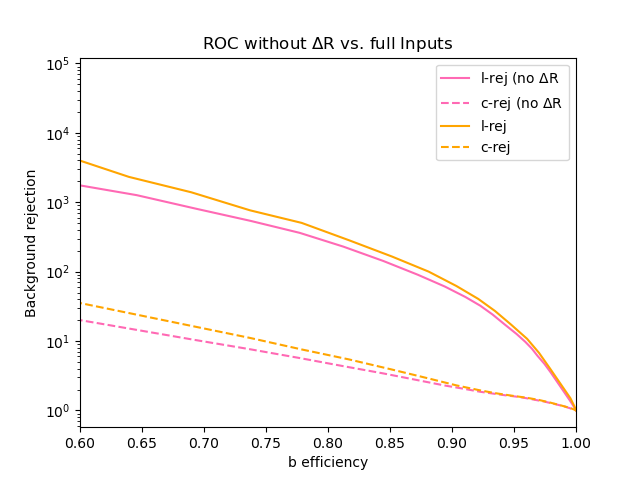 ROC without ΔR vs. full Inputs
10⁵
10⁴
10³
10²
10¹
10⁰
Background rejection
l-rej (no ΔR
c-rej (no ΔR
l-rej
c-rej
0.60 0.65 0.70 0.75 0.80 0.85 0.90 0.95 1.00
b efficiency